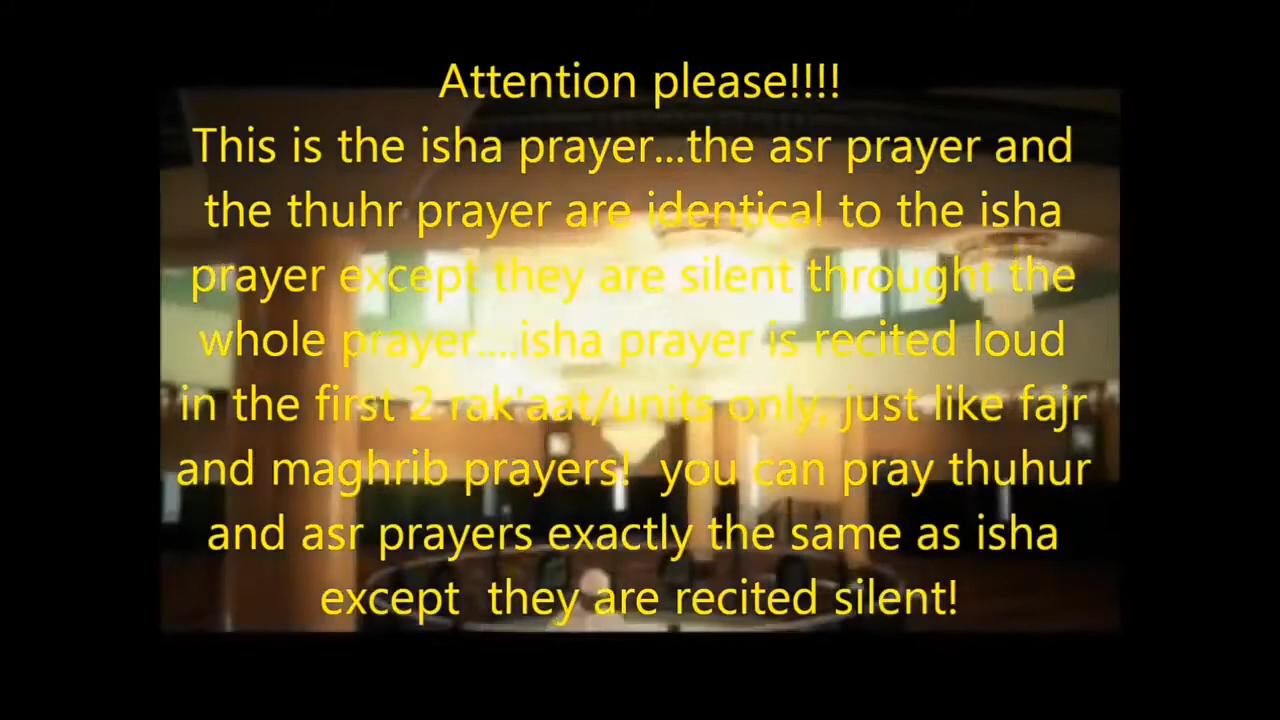 Attention please!!!!
This is the isha prayer...the asr prayer and
the thuhr prayer are identical to the isha
prayer except they are silent throught the
whole prayer....isha prayer is recited loud
in the first 2 rak'aat/units only, just like fajr
and maghrib prayers!  you can pray thuhur
and asr prayers exactly the same as isha
except  they are recited silent!